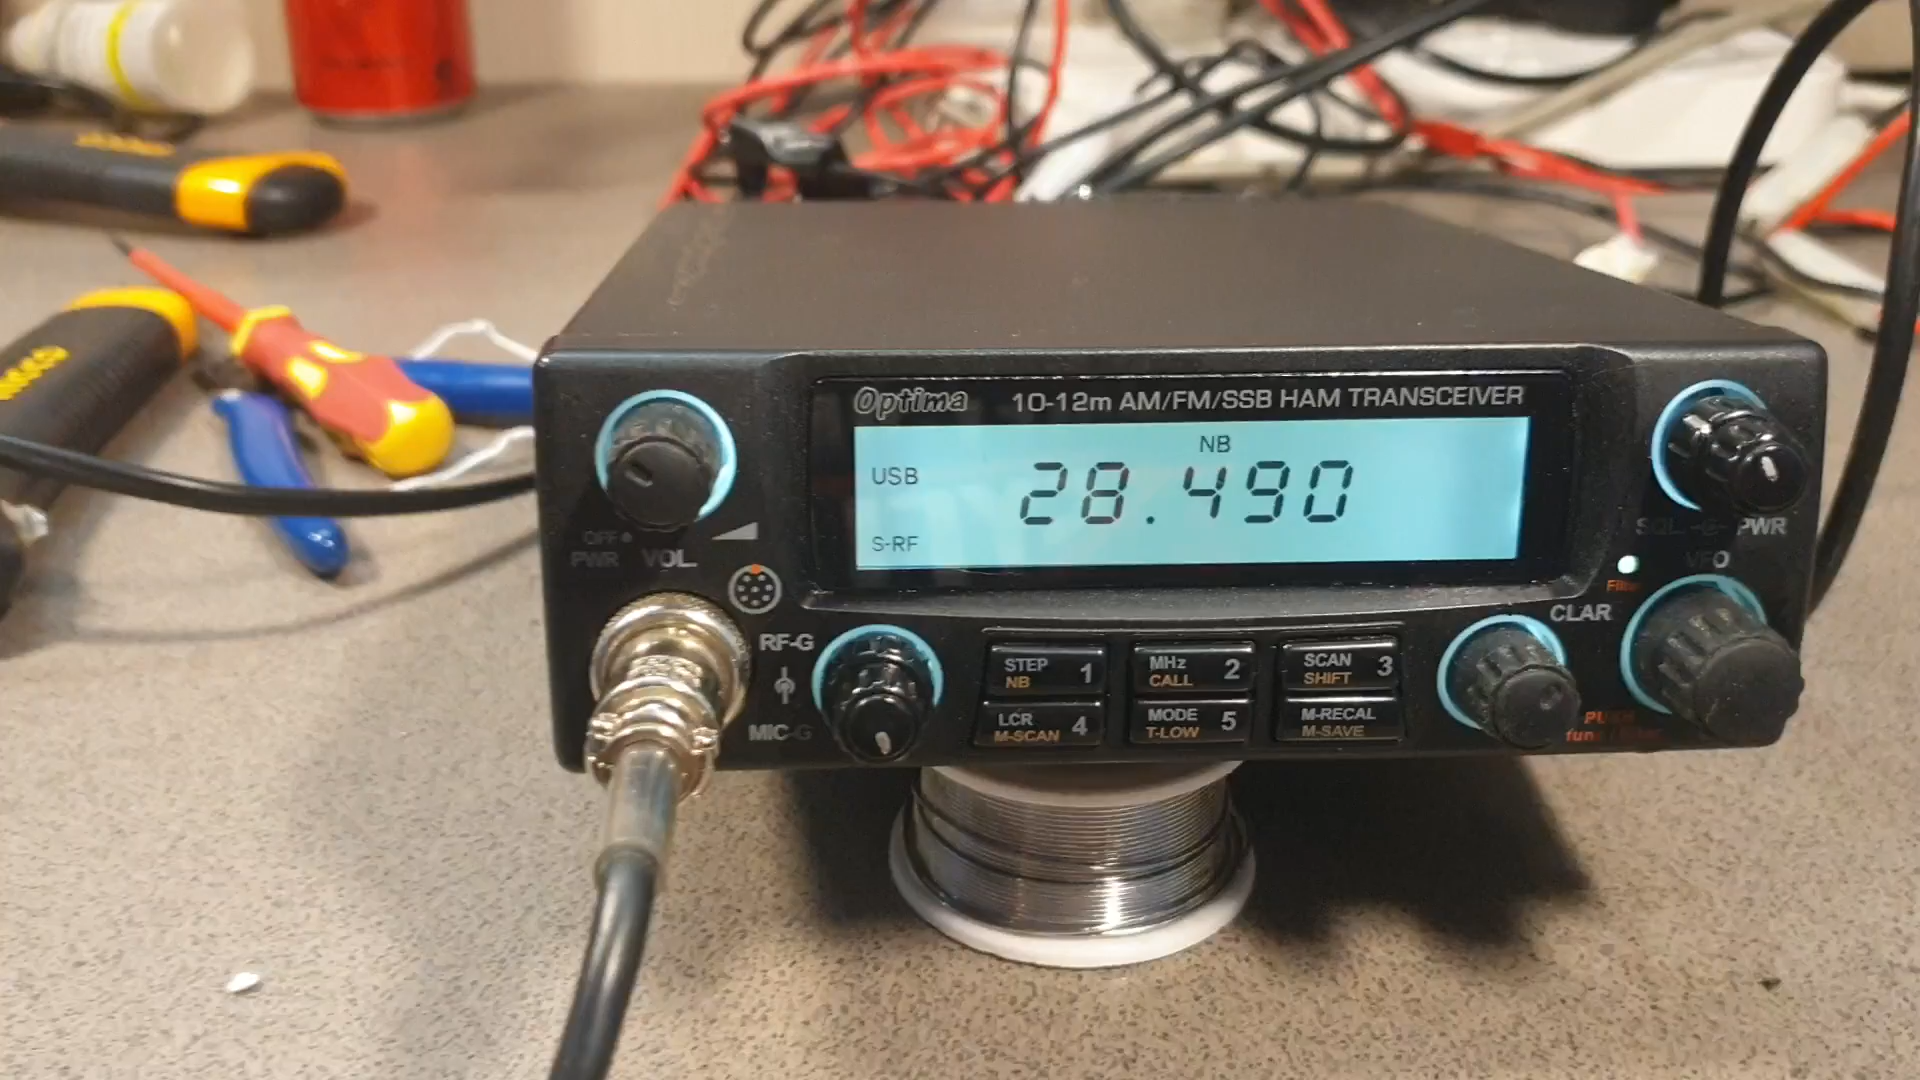 Optima 10-12m AM/FM/SSB HAM TRANSCEIVER
NB
USB 28.490
S-RF
OFF
PWR VOL
SQL PWR
VFO
CLAR
RF-G
MIC-G
STEP 1
NB
MHz 2
CALL
SCAN 3
SHIFT
LCR 4
M-SCAN
MODE 5
T-LOW
M-RECAL
M-SAVE